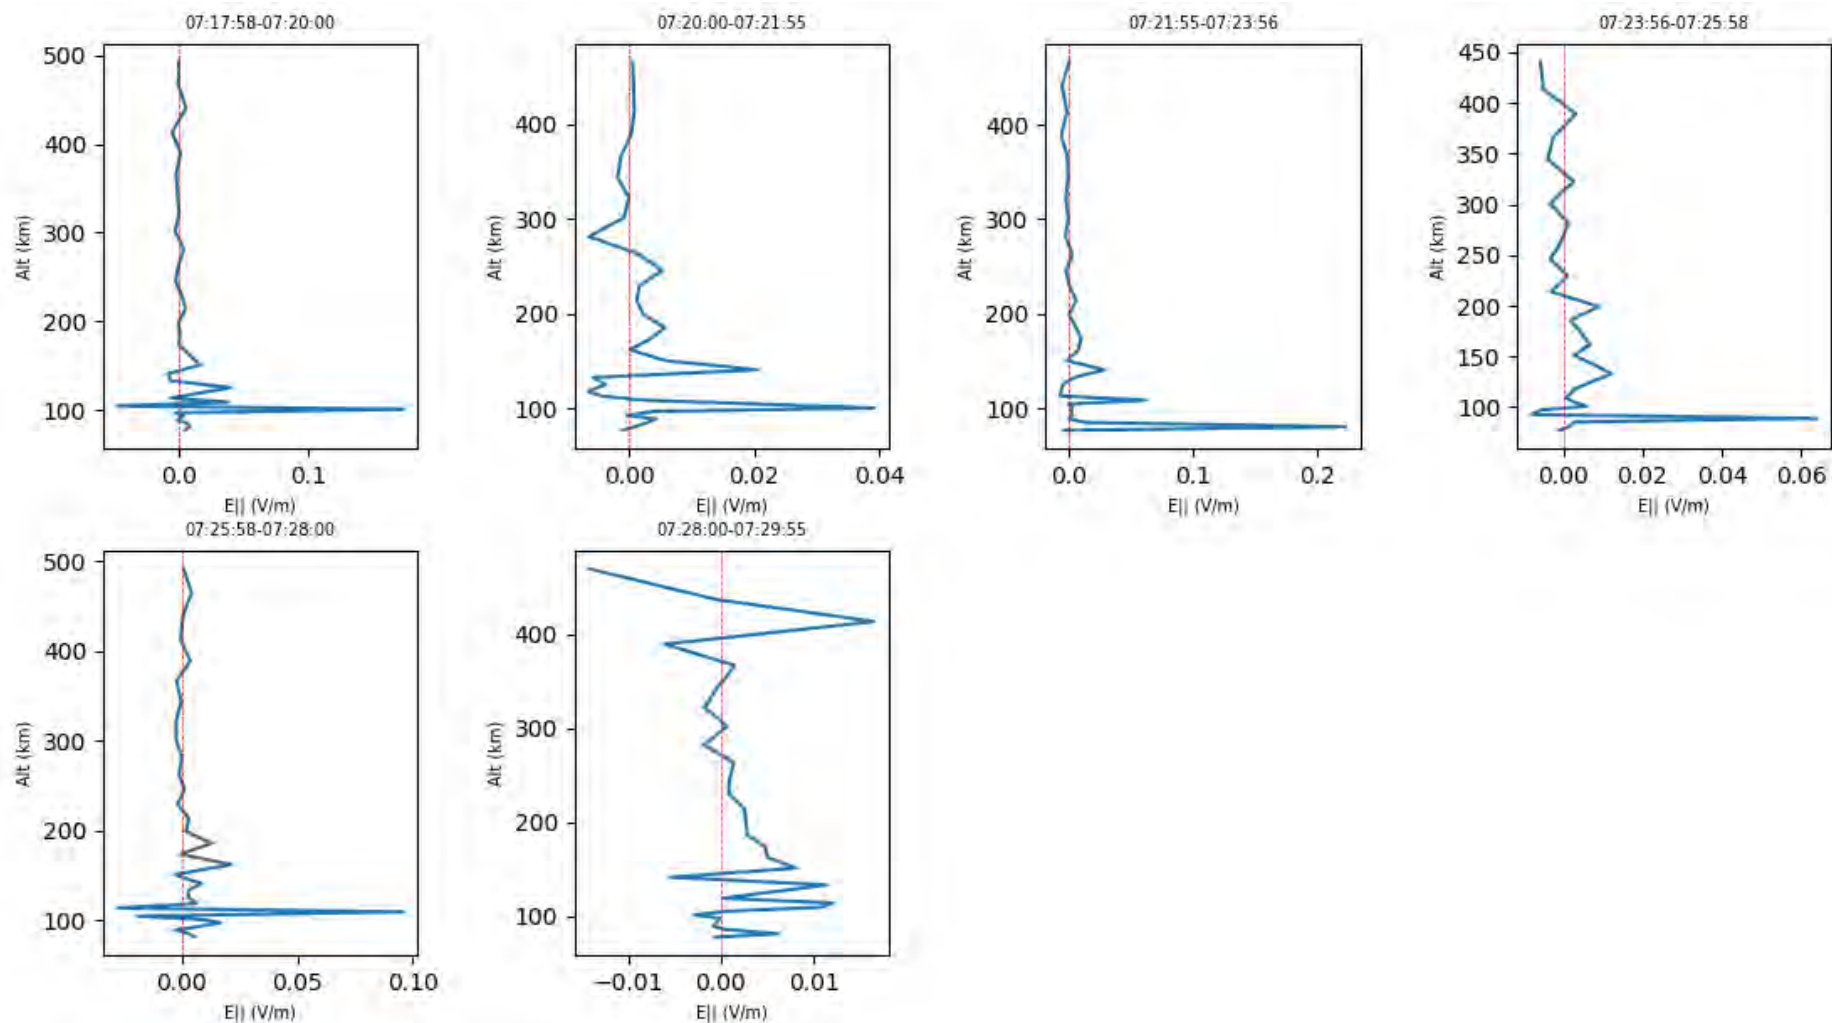 07:17:58-07:20:00
500
400
300
200
100
Alt (km)
0.0 0.1
E|| (V/m)
07:20:00-07:21:55
400
300
200
100
Alt (km)
0.00 0.02 0.04
E|| (V/m)
07:21:55-07:23:56
400
300
200
100
Alt (km)
0.0 0.1 0.2
E|| (V/m)
07:23:56-07:25:58
450
400
350
300
250
200
150
100
Alt (km)
0.00 0.02 0.04 0.06
E|| (V/m)
07:25:58-07:28:00
500
400
300
200
100
Alt (km)
0.00 0.05 0.10
E|| (V/m)
07:28:00-07:29:55
400
300
200
100
Alt (km)
−0.01 0.00 0.01
E|| (V/m)